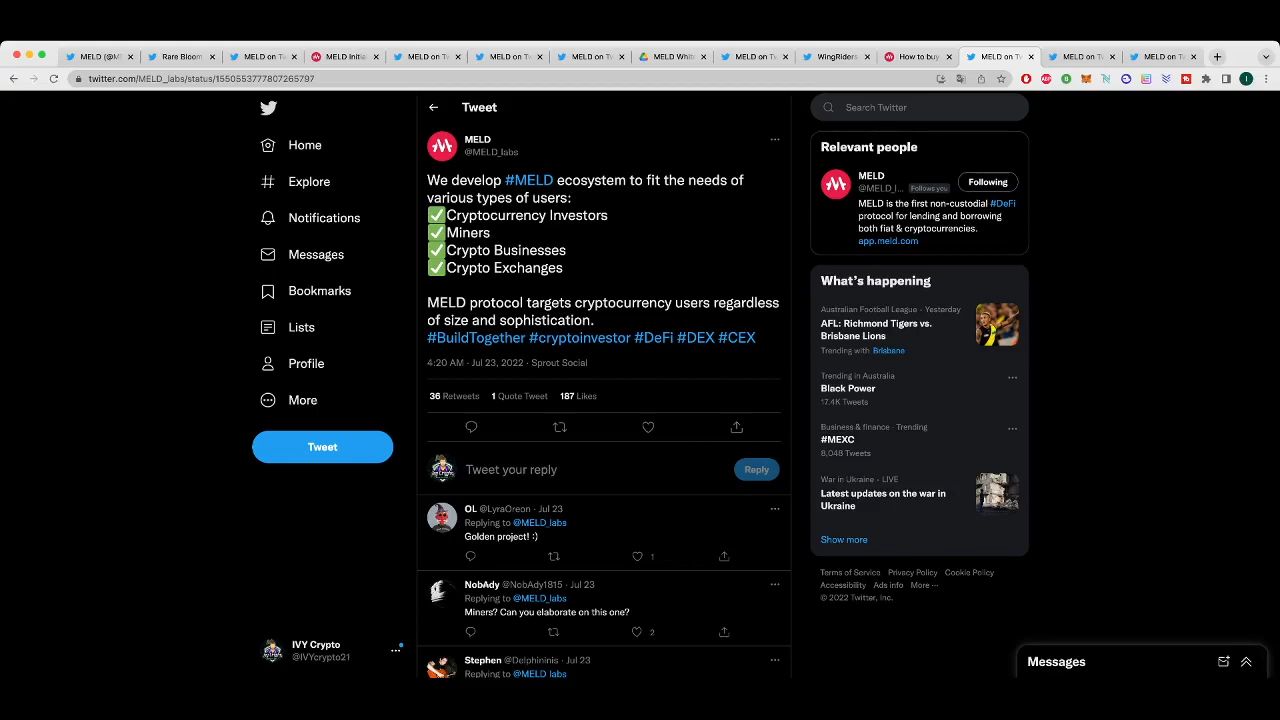 MELD (@ME
Rare Bloom
MELD on Tw
MELD Initia
MELD on Tw
MELD on Tw
MELD on Tw
MELD White
MELD on Tw
WingRiders
How to buy
MELD on Tw
MELD on Tw
MELD on Tw
twitter.com/MELD_labs/status/1550553777807265797
Home
Explore
Notifications
Messages
Bookmarks
Lists
Profile
More
Tweet
IVY Crypto
@IVYcrypto21
Tweet
MELD
@MELD_labs
We develop #MELD ecosystem to fit the needs of
various types of users:
✅Cryptocurrency Investors
✅Miners
✅Crypto Businesses
✅Crypto Exchanges
MELD protocol targets cryptocurrency users regardless
of size and sophistication.
#BuildTogether #cryptoinvestor #DeFi #DEX #CEX
4:20 AM · Jul 23, 2022 · Sprout Social
36 Retweets 1 Quote Tweet 187 Likes
Tweet your reply
Reply
OL @LyraOreon · Jul 23
Replying to @MELD_labs
Golden project! :)
1
NobAdy @NobAdy1815 · Jul 23
Replying to @MELD_labs
Miners? Can you elaborate on this one?
2
Stephen @Delphininis · Jul 23
Replying to @MELD_labs
Search Twitter
Relevant people
MELD
@MELD_l... Follows you
Following
MELD is the first non-custodial #DeFi
protocol for lending and borrowing
both fiat & cryptocurrencies.
app.meld.com
What's happening
Australian Football League · Yesterday
AFL: Richmond Tigers vs.
Brisbane Lions
Trending with Brisbane
Trending in Australia
Black Power
17.4K Tweets
Business & finance · Trending
#MEXC
8,048 Tweets
War in Ukraine · LIVE
Latest updates on the war in
Ukraine
Show more
Terms of Service Privacy Policy Cookie Policy
Accessibility Ads info More ···
© 2022 Twitter, Inc.
Messages